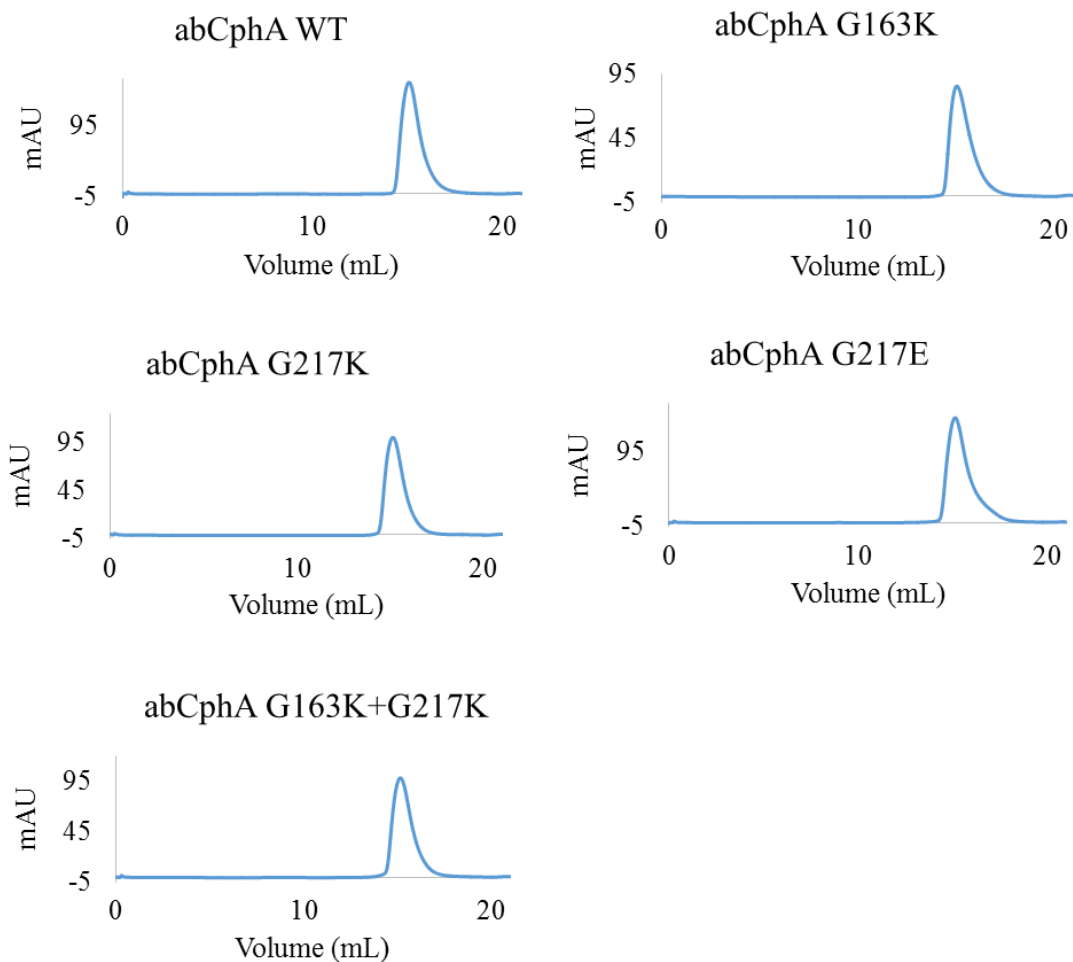 abCphA WT
mAU
95
-5
0 10 20
Volume (mL)
abCphA G163K
mAU
95
45
-5
0 10 20
Volume (mL)
abCphA G217K
mAU
95
45
-5
0 10 20
Volume (mL)
abCphA G217E
mAU
95
-5
0 10 20
Volume (mL)
abCphA G163K+G217K
mAU
95
45
-5
0 10 20
Volume (mL)